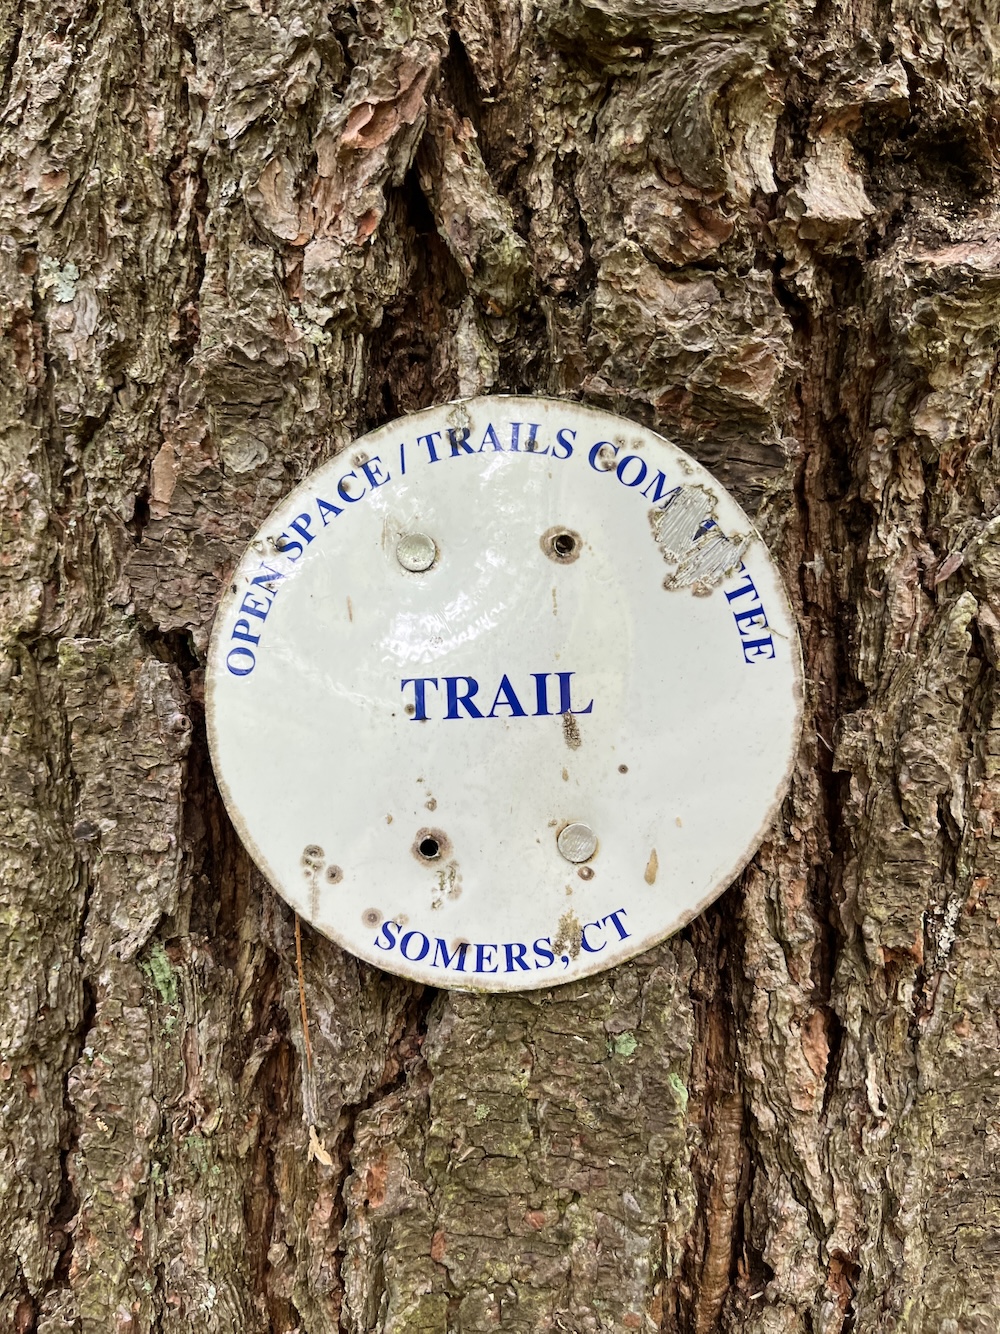 OPEN SPACE / TRAILS COMMITTEE
TRAIL
SOMERS, CT